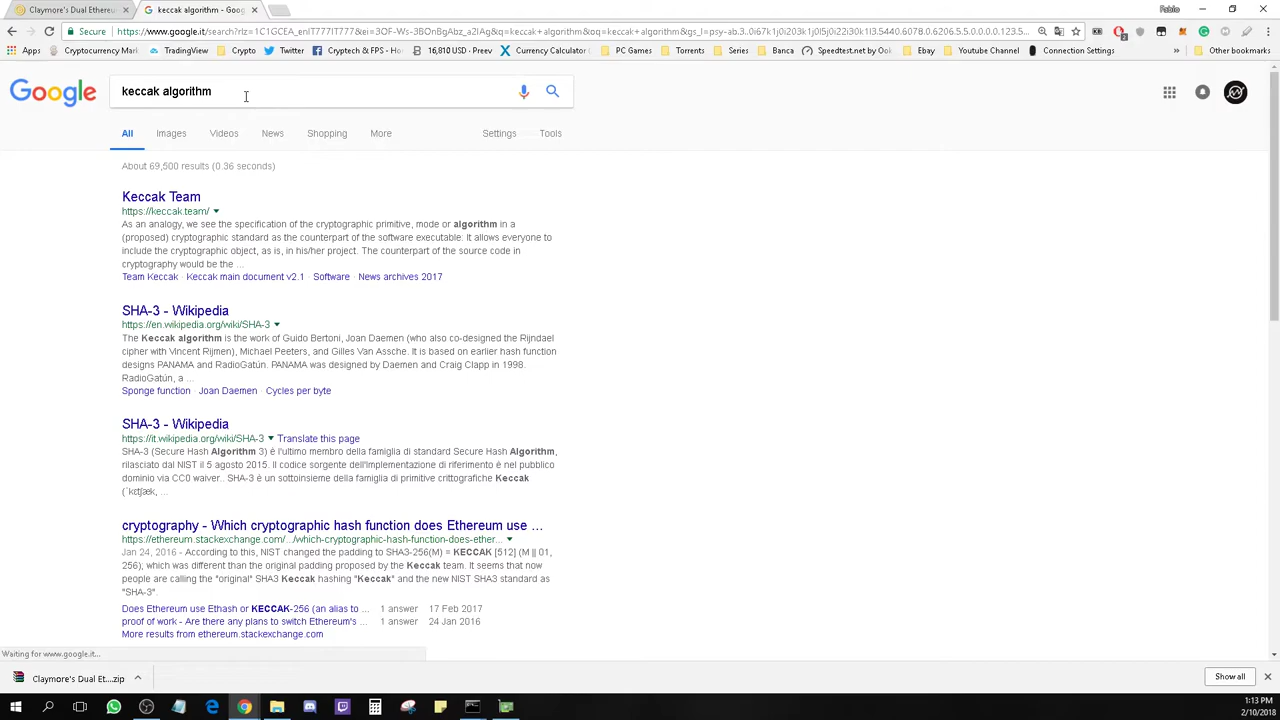 Claymore's Dual Ethereu
keccak algorithm - Goog
Fabio
Secure
https://www.google.it/search?rlz=1C1GCEA_enIT777IT777&ei=3OF-Ws-3BOnBgAbz_a2IAg&q=keccak+algorithm&oq=keccak+algorithm&gs_l=psy-ab.3..0i67k1j0i203k1j0j0i22i30k1l3.5440.6078.0.6206.5.5.0.0.0.0.123.5...
Apps
Cryptocurrency Mark
TradingView
Crypto
Twitter
Cryptech & FPS - Ho
16,810 USD - Preev
Currency Calculator (
PC Games
Torrents
Series
Banca
Speedtest.net by Ook
Ebay
Youtube Channel
Connection Settings
Other bookmarks
Google
keccak algorithm
All
Images
Videos
News
Shopping
More
Settings
Tools
About 69,500 results (0.36 seconds)
Keccak Team
https://keccak.team/
As an analogy, we see the specification of the cryptographic primitive, mode or algorithm in a
(proposed) cryptographic standard as the counterpart of the software executable. It allows everyone to
include the cryptographic object, as is, in his/her project. The counterpart of the source code in
cryptography would be the ...
Team Keccak · Keccak main document v2.1 · Software · News archives 2017
SHA-3 - Wikipedia
https://en.wikipedia.org/wiki/SHA-3
The Keccak algorithm is the work of Guido Bertoni, Joan Daemen (who also co-designed the Rijndael
cipher with Vincent Rijmen), Michael Peeters, and Gilles Van Assche. It is based on earlier hash function
designs PANAMA and RadioGatún. PANAMA was designed by Daemen and Craig Clapp in 1998.
RadioGatún, a ...
Sponge function · Joan Daemen · Cycles per byte
SHA-3 - Wikipedia
https://it.wikipedia.org/wiki/SHA-3 Translate this page
SHA-3 (Secure Hash Algorithm 3) è l'ultimo membro della famiglia di standard Secure Hash Algorithm,
rilasciato dal NIST il 5 agosto 2015. Il codice sorgente dell'implementazione di riferimento è nel pubblico
dominio via CC0 waiver.. SHA-3 è un sottoinsieme della famiglia di primitive crittografiche Keccak
(ˈkɛtʃæk, ...
cryptography - Which cryptographic hash function does Ethereum use ...
https://ethereum.stackexchange.com/.../which-cryptographic-hash-function-does-ether...
Jan 24, 2016 - According to this, NIST changed the padding to SHA3-256(M) = KECCAK [512] (M || 01,
256), which was different than the original padding proposed by the Keccak team. It seems that now
people are calling the "original" SHA3 Keccak hashing "Keccak" and the new NIST SHA3 standard as
"SHA-3".
Does Ethereum use Ethash or KECCAK-256 (an alias to ... 1 answer 17 Feb 2017
proof of work - Are there any plans to switch Ethereum's ... 1 answer 24 Jan 2016
More results from ethereum.stackexchange.com
Waiting for www.google.it...
Claymore's Dual Et....zip
Show all
1:13 PM
2/10/2018